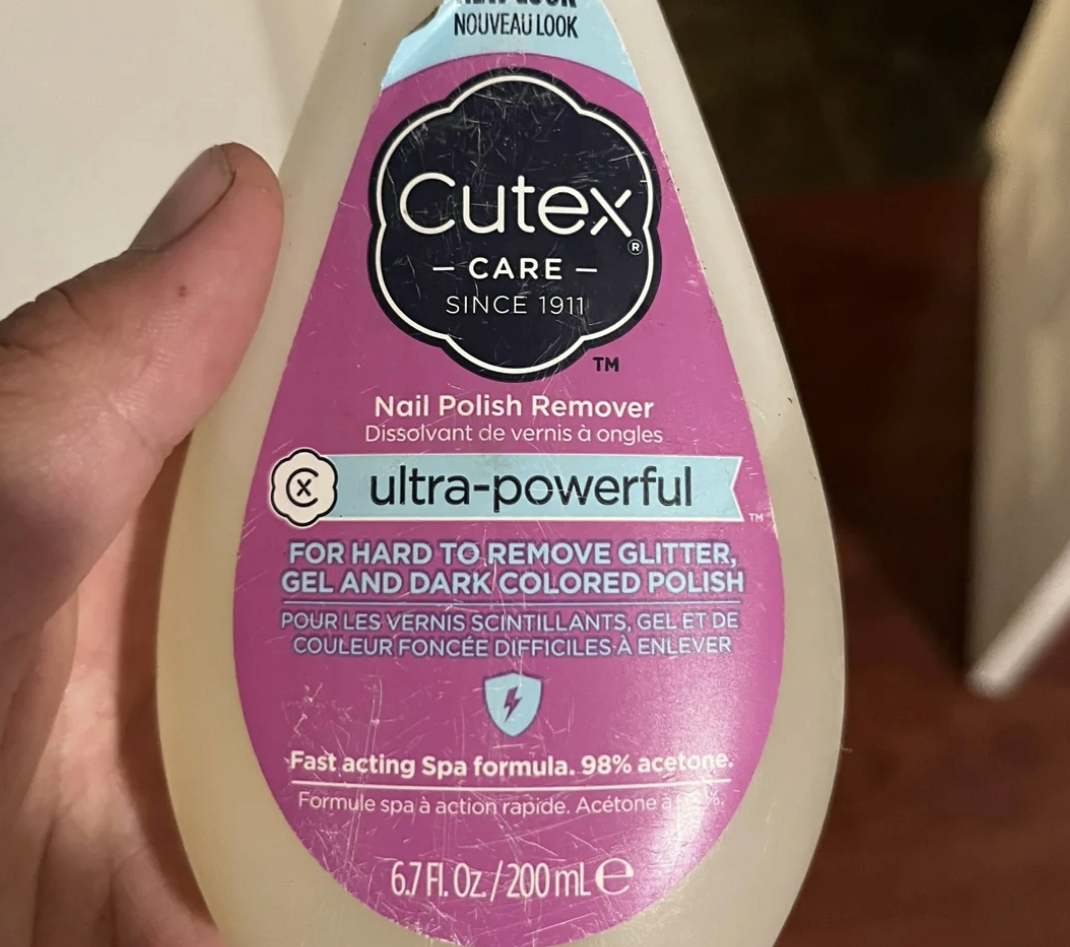 NOUVEAU LOOK
Cutex®
– CARE –
SINCE 1911
TM
Nail Polish Remover
Dissolvant de vernis à ongles
CX ultra-powerful TM
FOR HARD TO REMOVE GLITTER,
GEL AND DARK COLORED POLISH
POUR LES VERNIS SCINTILLANTS, GEL ET DE
COULEUR FONCÉE DIFFICILES À ENLEVER
Fast acting Spa formula. 98% acetone.
Formule spa à action rapide. Acétone à %.
6.7 Fl. Oz. / 200 mL e